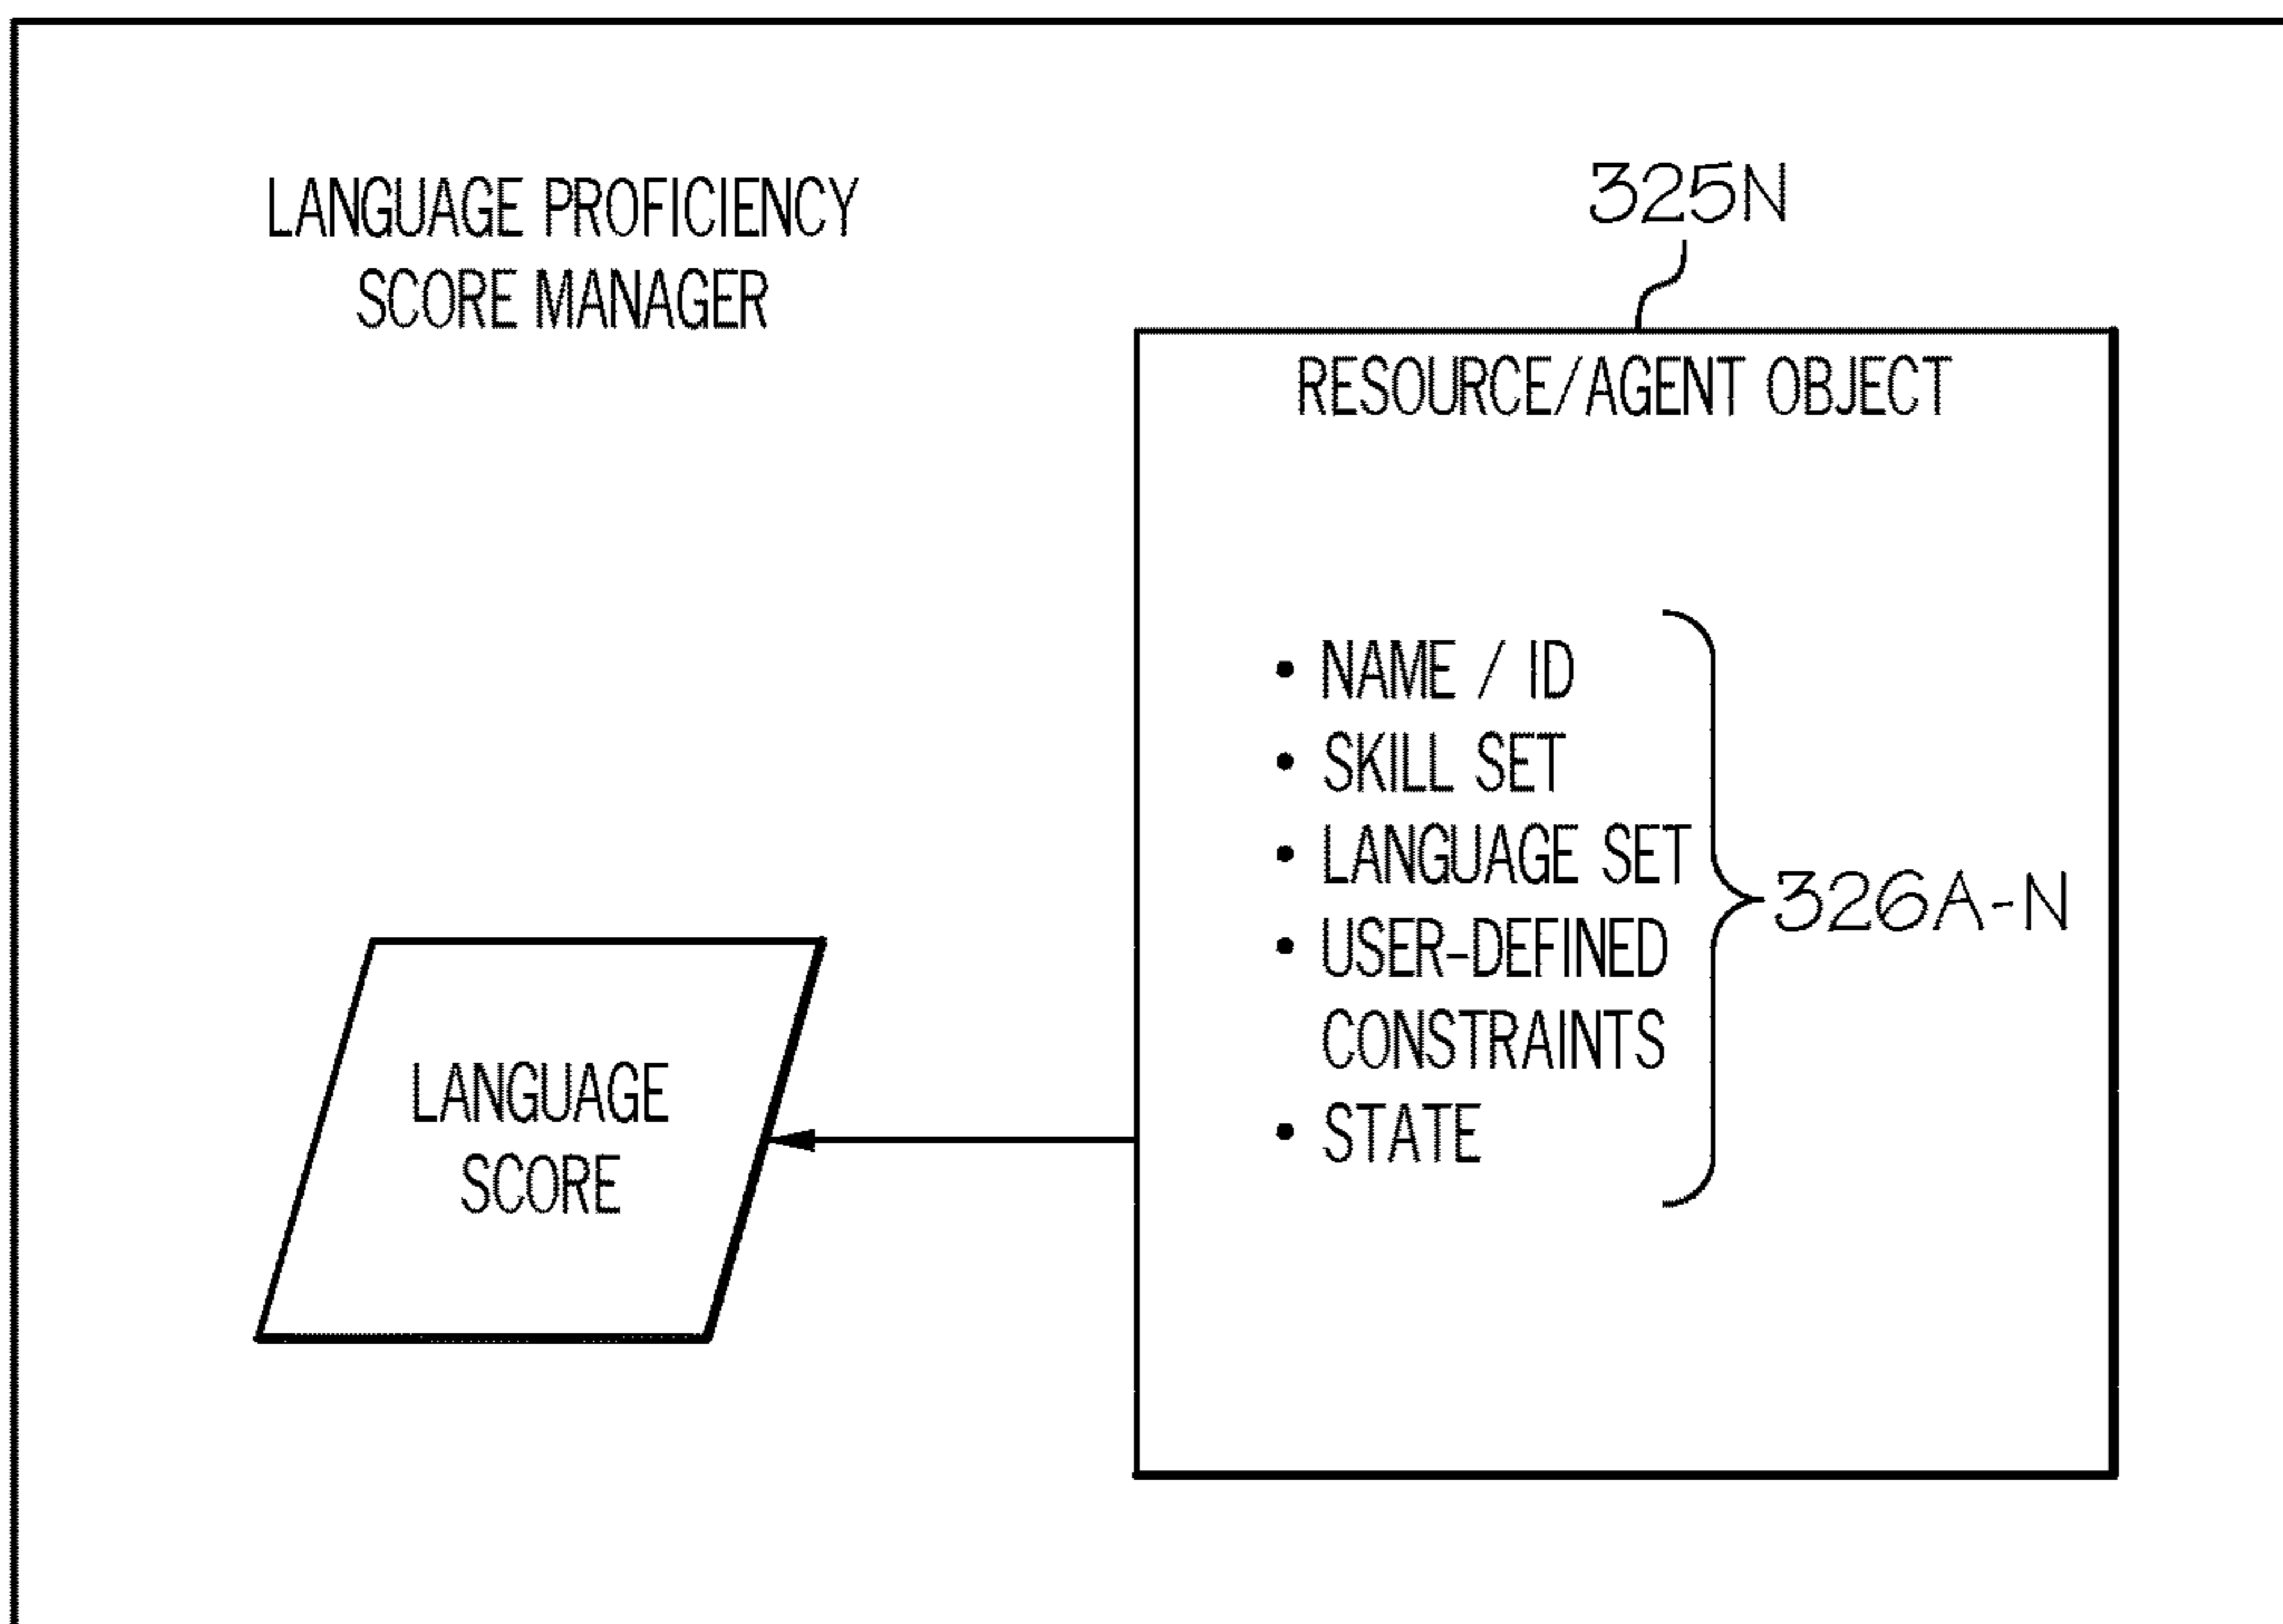 LANGUAGE PROFICIENCY
SCORE MANAGER
325N
RESOURCE/AGENT OBJECT
• NAME / ID
• SKILL SET
• LANGUAGE SET
• USER-DEFINED
CONSTRAINTS
• STATE
326A-N
LANGUAGE
SCORE